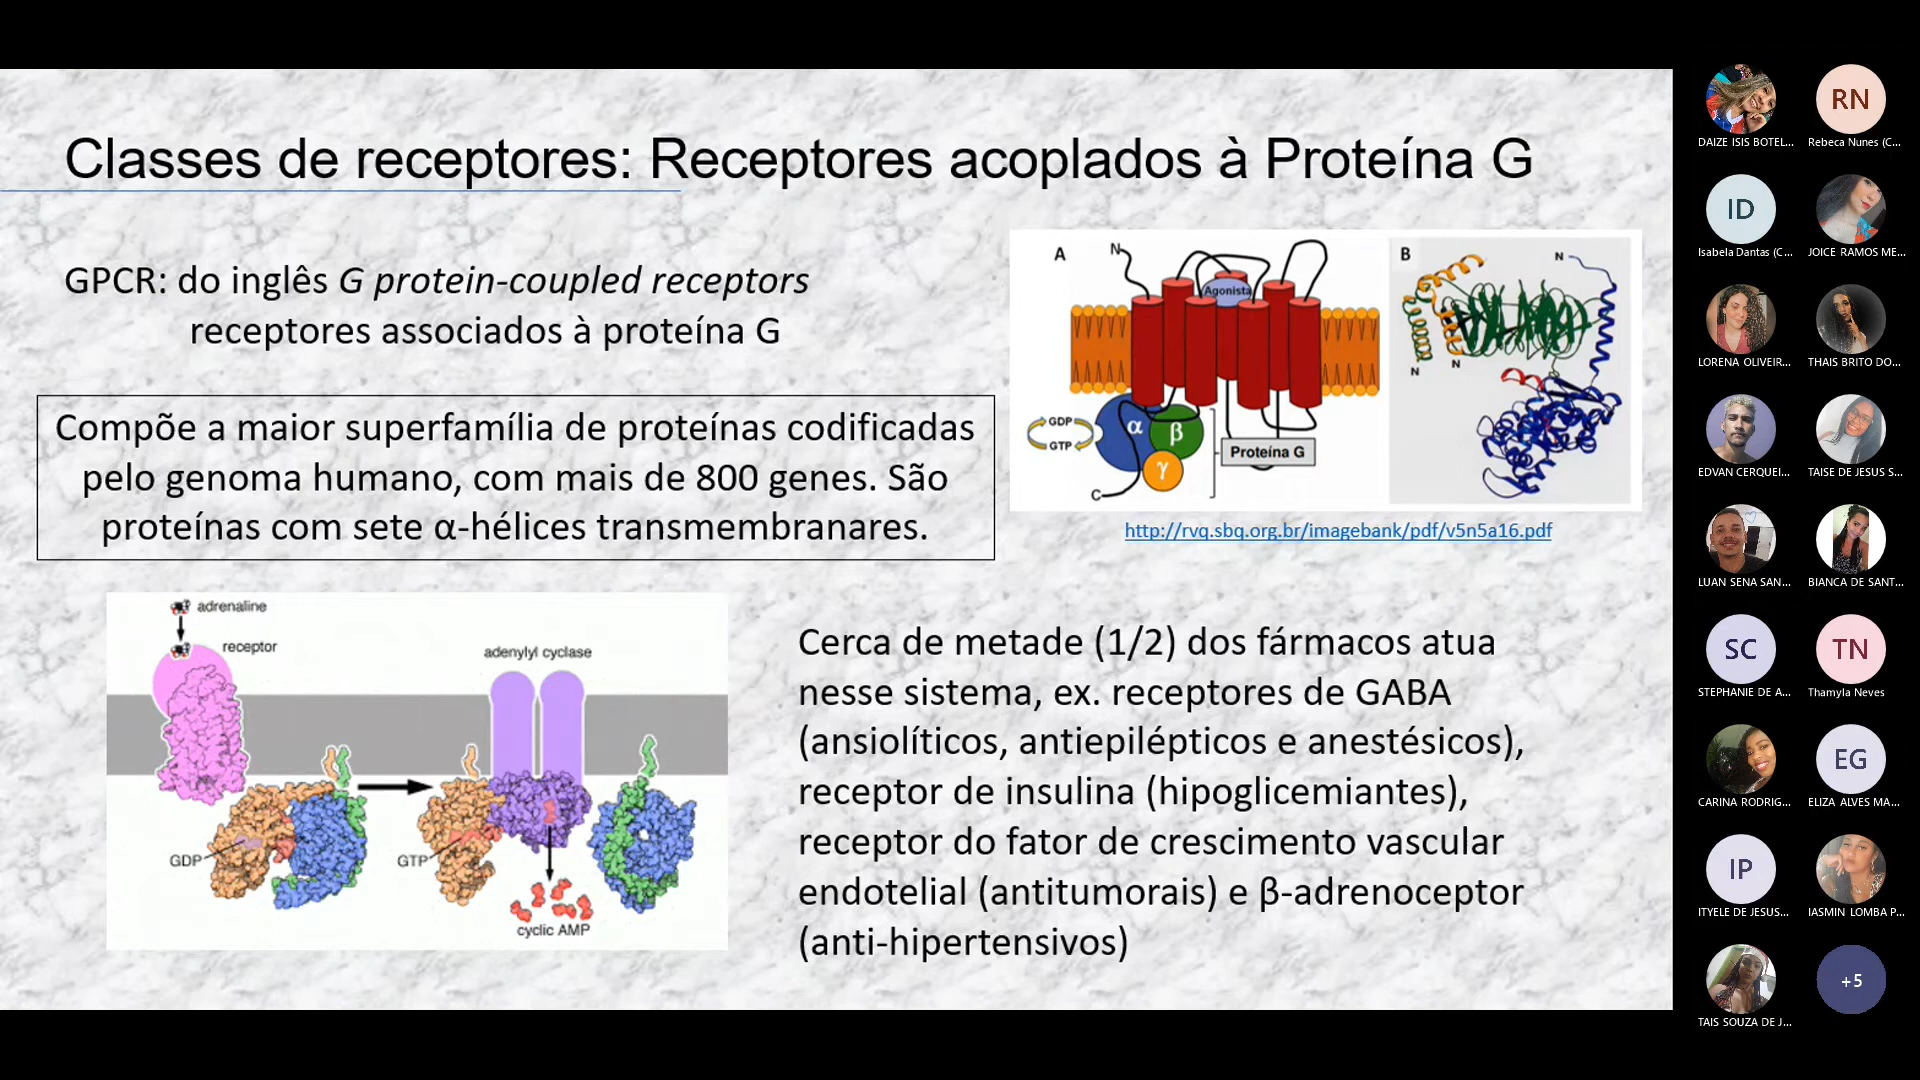 Classes de receptores: Receptores acoplados à Proteína G
GPCR: do inglês G protein-coupled receptors
receptores associados à proteína G
Compõe a maior superfamília de proteínas codificadas
pelo genoma humano, com mais de 800 genes. São
proteínas com sete α-hélices transmembranares.
A
N
Agonista
GDP
GTP
α
β
γ
Proteína G
C
B
N
N
N
http://rvq.sbq.org.br/imagebank/pdf/v5n5a16.pdf
adrenaline
receptor
adenylyl cyclase
GDP
GTP
cyclic AMP
Cerca de metade (1/2) dos fármacos atua
nesse sistema, ex. receptores de GABA
(ansiolíticos, antiepilépticos e anestésicos),
receptor de insulina (hipoglicemiantes),
receptor do fator de crescimento vascular
endotelial (antitumorais) e β-adrenoceptor
(anti-hipertensivos)
DAIZE ISIS BOTEL...
RN
Rebeca Nunes (C...
ID
Isabela Dantas (C...
JOICE RAMOS ME...
LORENA OLIVEIR...
THAIS BRITO DO...
EDVAN CERQUEI...
TAISE DE JESUS S...
LUAN SENA SAN...
BIANCA DE SANT...
SC
STEPHANIE DE A...
TN
Thamyla Neves
CARINA RODRIG...
EG
ELIZA ALVES MA...
IP
ITYELE DE JESUS...
IASMIN LOMBA P...
TAIS SOUZA DE J...
+5